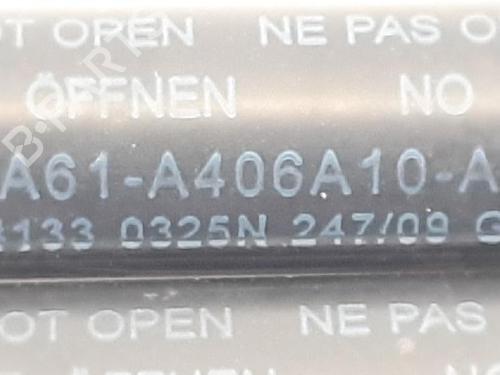 OT OPEN NE PAS O
ÖFFNEN NO
A61-A406A10-A
3133 0325N 247/09 G
OT OPEN NE PAS